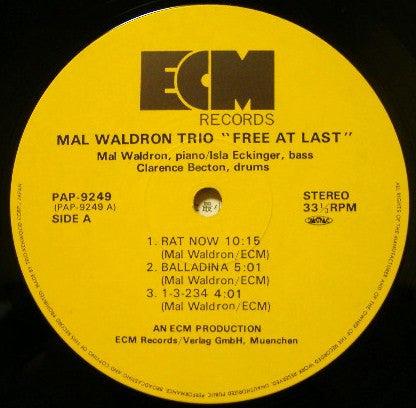 ECM
RECORDS
MAL WALDRON TRIO "FREE AT LAST"
Mal Waldron, piano/Isla Eckinger, bass
Clarence Becton, drums
PAP-9249
(PAP-9249 A)
SIDE A
STEREO
33⅓RPM
1. RAT NOW 10:15
(Mal Waldron/ECM)
2. BALLADINA 5:01
(Mal Waldron/ECM)
3. 1-3-234 4:01
(Mal Waldron/ECM)
AN ECM PRODUCTION
ECM Records/Verlag GmbH, Muenchen